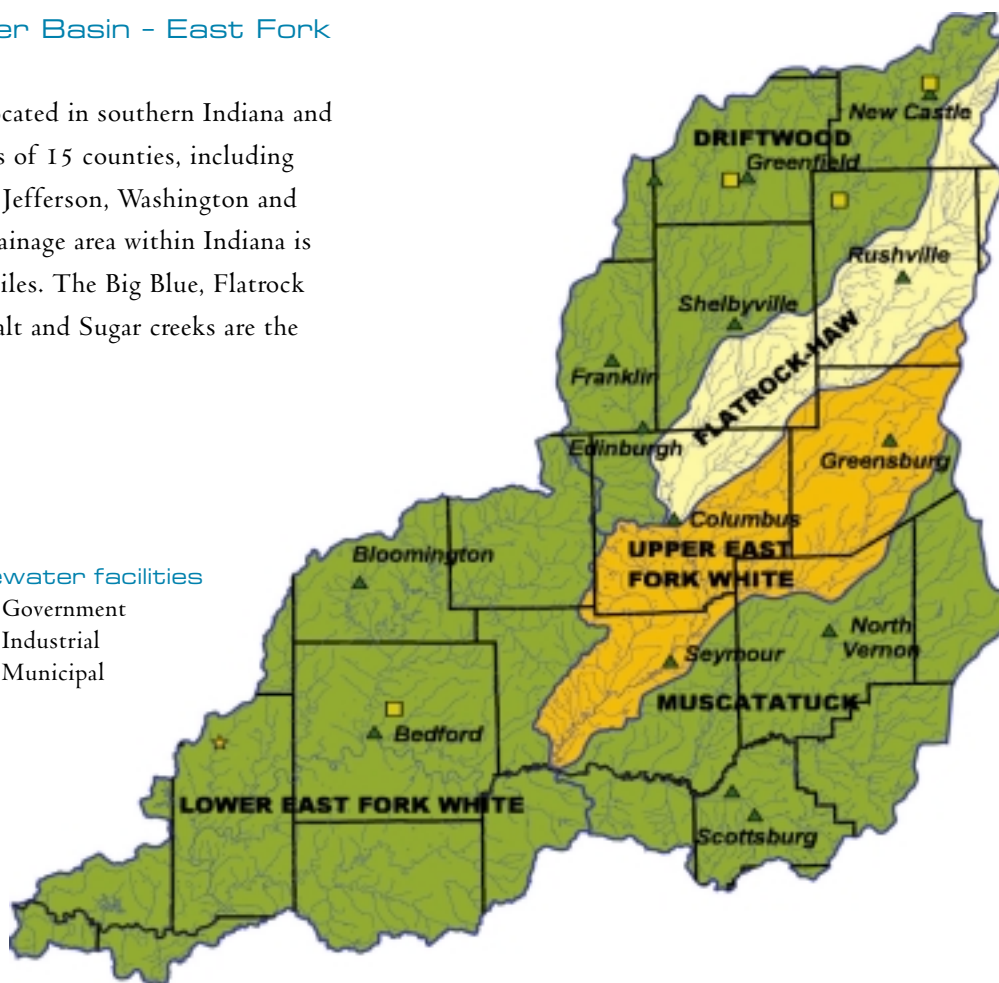 er Basin - East Fork
cated in southern Indiana and
s of 15 counties, including
Jefferson, Washington and
ainage area within Indiana is
iles. The Big Blue, Flatrock
alt and Sugar creeks are the
ewater facilities
Government
Industrial
Municipal
New Castle
DRIFTWOOD
Greenfield
Rushville
Shelbyville
FLATROCK-HAW
Franklin
Edinburgh
Greensburg
Columbus
UPPER EAST
FORK WHITE
Bloomington
North
Vernon
Seymour
MUSCATATUCK
Bedford
LOWER EAST FORK WHITE
Scottsburg